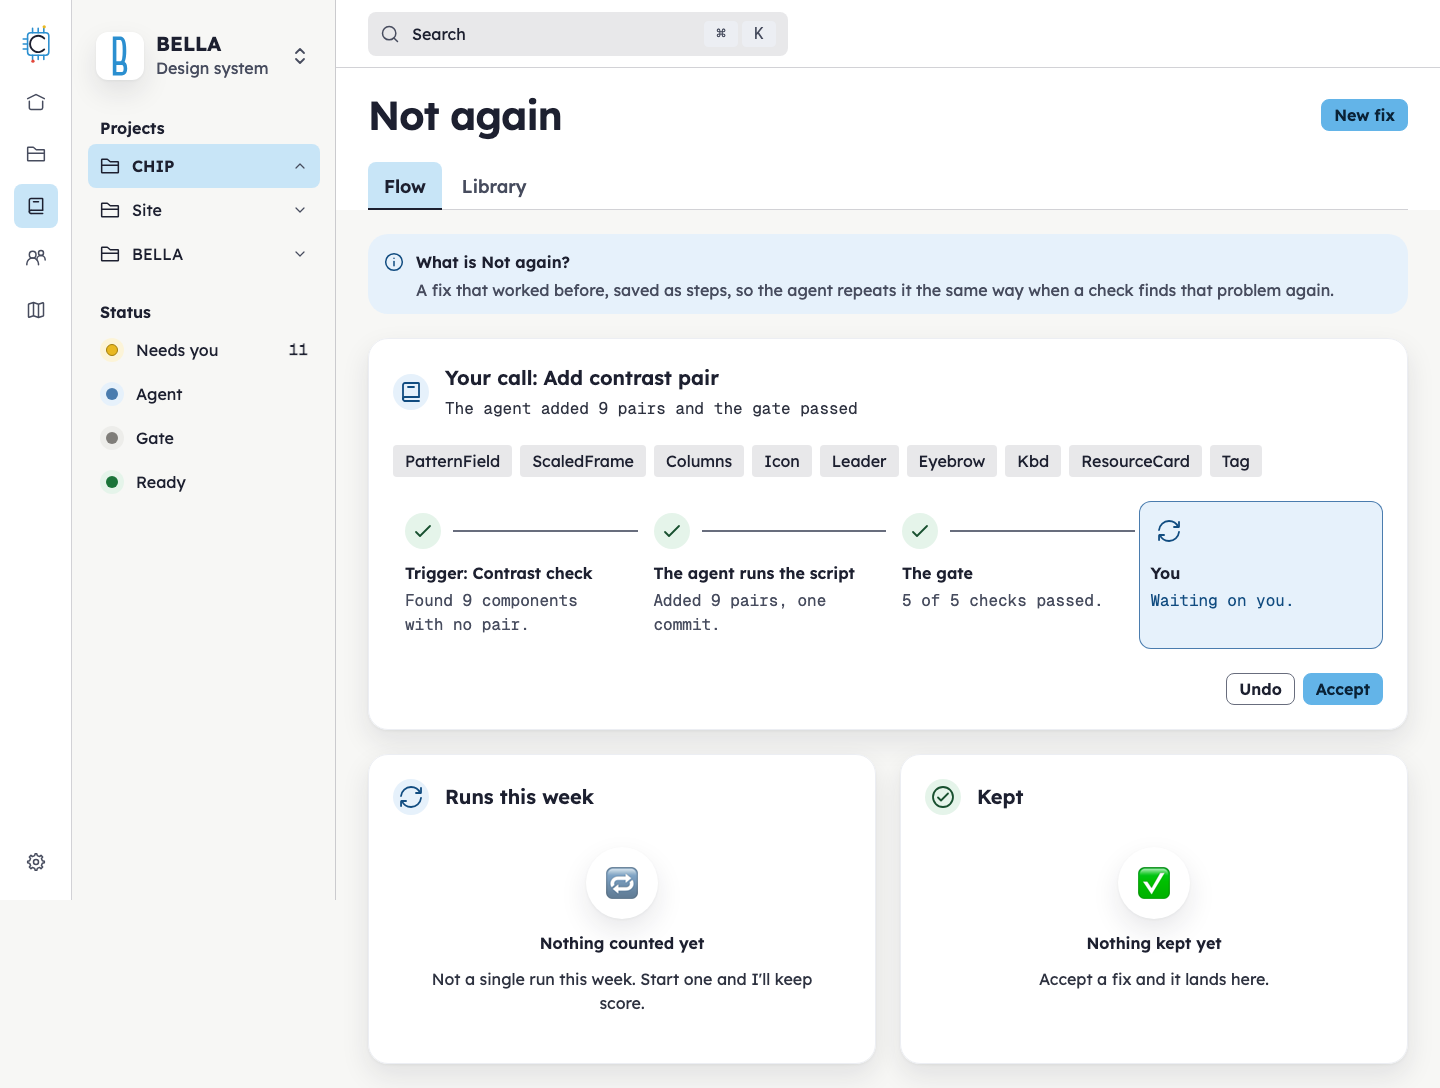 BELLA
Design system
Projects
CHIP
Site
BELLA
Status
Needs you 11
Agent
Gate
Ready
Search ⌘ K
Not again
New fix
Flow Library
What is Not again?
A fix that worked before, saved as steps, so the agent repeats it the same way when a check finds that problem again.
Your call: Add contrast pair
The agent added 9 pairs and the gate passed
PatternField ScaledFrame Columns Icon Leader Eyebrow Kbd ResourceCard Tag
Trigger: Contrast check
Found 9 components
with no pair.
The agent runs the script
Added 9 pairs, one
commit.
The gate
5 of 5 checks passed.
You
Waiting on you.
Undo Accept
Runs this week
Nothing counted yet
Not a single run this week. Start one and I'll keep
score.
Kept
Nothing kept yet
Accept a fix and it lands here.